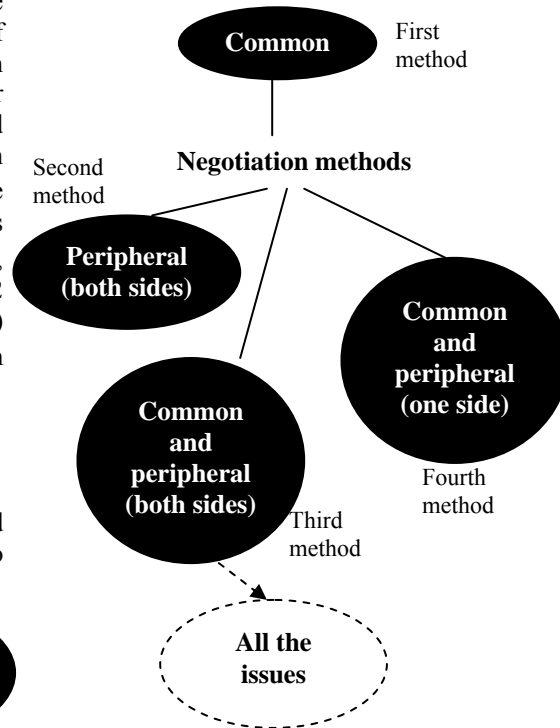 Common
First
method
Negotiation methods
Second
method
Peripheral
(both sides)
Common
and
peripheral
(one side)
Fourth
method
Common
and
peripheral
(both sides)
Third
method
All the
issues